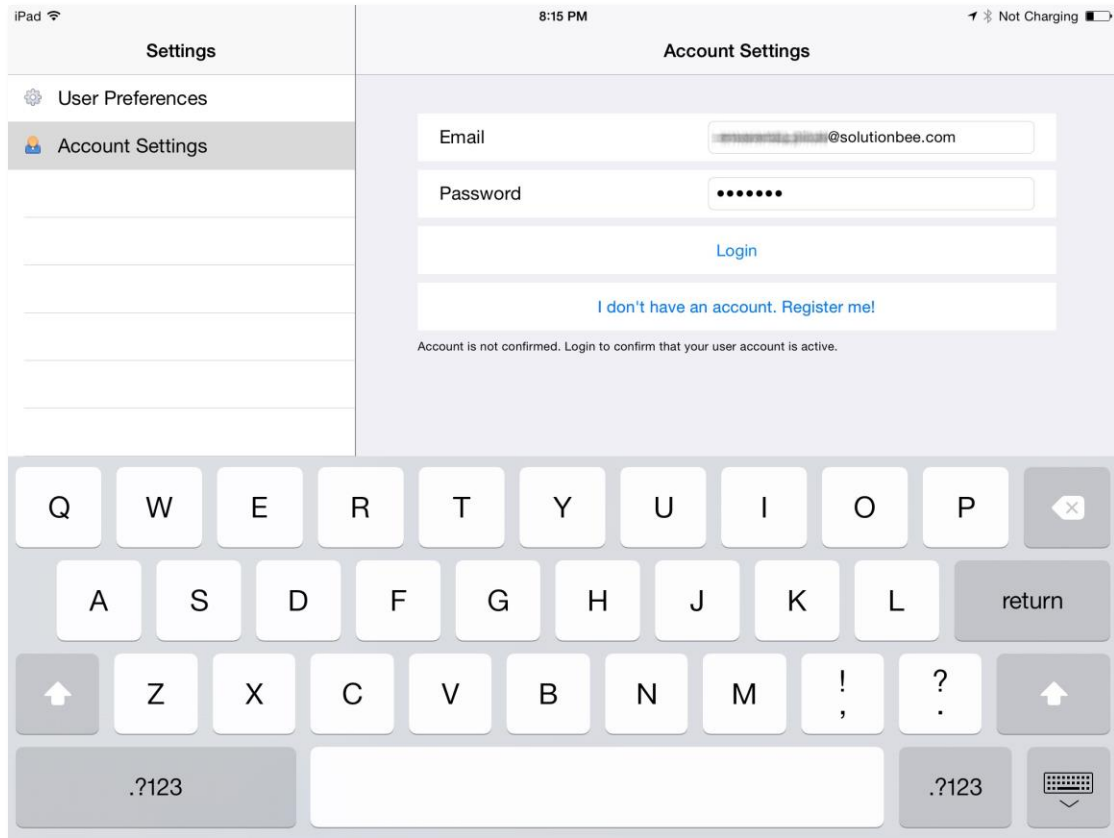 iPad 8:15 PM Not Charging
Settings
Account Settings
User Preferences
Account Settings
Email @solutionbee.com
Password •••••••
Login
I don't have an account. Register me!
Account is not confirmed. Login to confirm that your user account is active.
Q W E R T Y U I O P
A S D F G H J K L return
Z X C V B N M ! , ? .
.?123 .?123